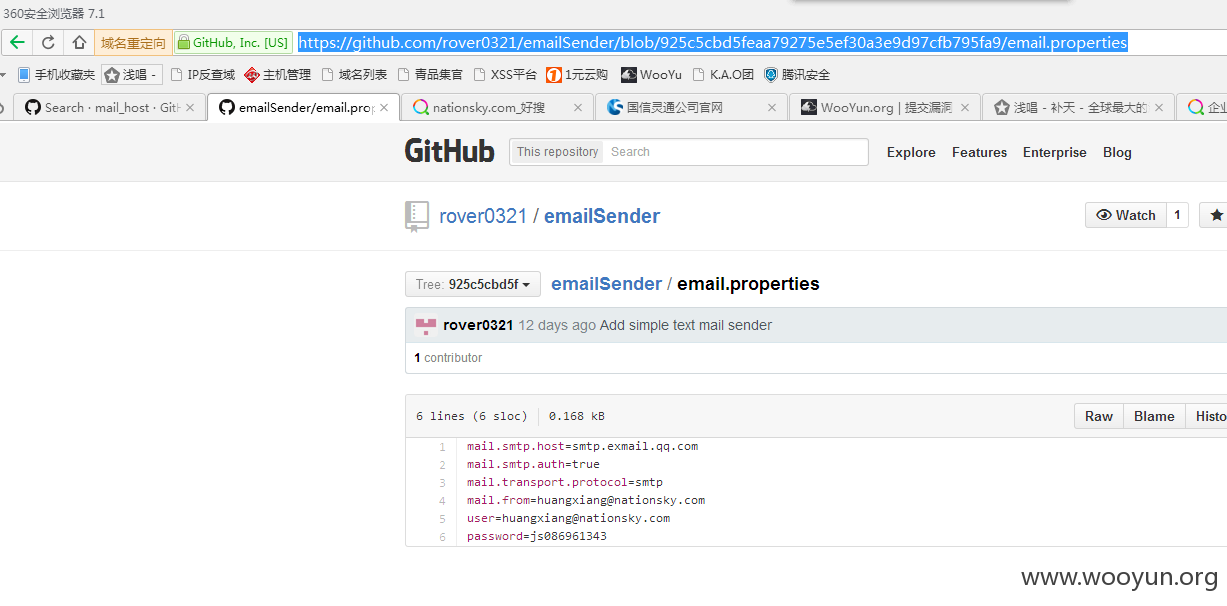 360安全浏览器 7.1
域名重定向 GitHub, Inc. [US] https://github.com/rover0321/emailSender/blob/925c5cbd5feaa79275e5ef30a3e9d97cfb795fa9/email.properties
手机收藏夹 浅唱 - IP反查域 主机管理 域名列表 青品集官 XSS平台 1元云购 WooYu K.A.O团 腾讯安全
Search · mail_host · GitH emailSender/email.prop nationsky.com_好搜 国信灵通公司官网 WooYun.org | 提交漏洞 浅唱 - 补天 - 全球最大的 企业
GitHub This repository Search Explore Features Enterprise Blog
rover0321 / emailSender Watch 1
Tree: 925c5cbd5f emailSender / email.properties
rover0321 12 days ago Add simple text mail sender
1 contributor
6 lines (6 sloc) 0.168 kB Raw Blame Histo
1 mail.smtp.host=smtp.exmail.qq.com
2 mail.smtp.auth=true
3 mail.transport.protocol=smtp
4 mail.from=huangxiang@nationsky.com
5 user=huangxiang@nationsky.com
6 password=js086961343
www.wooyun.org